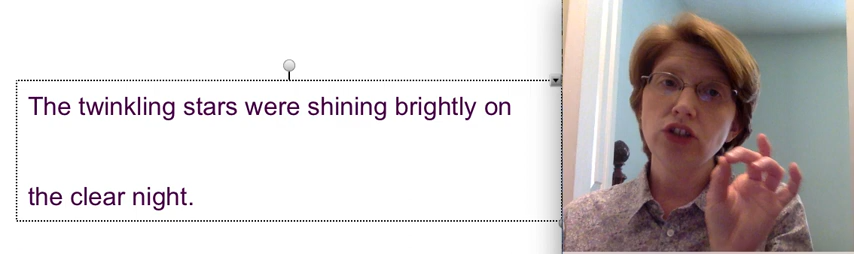 The twinkling stars were shining brightly on
the clear night.